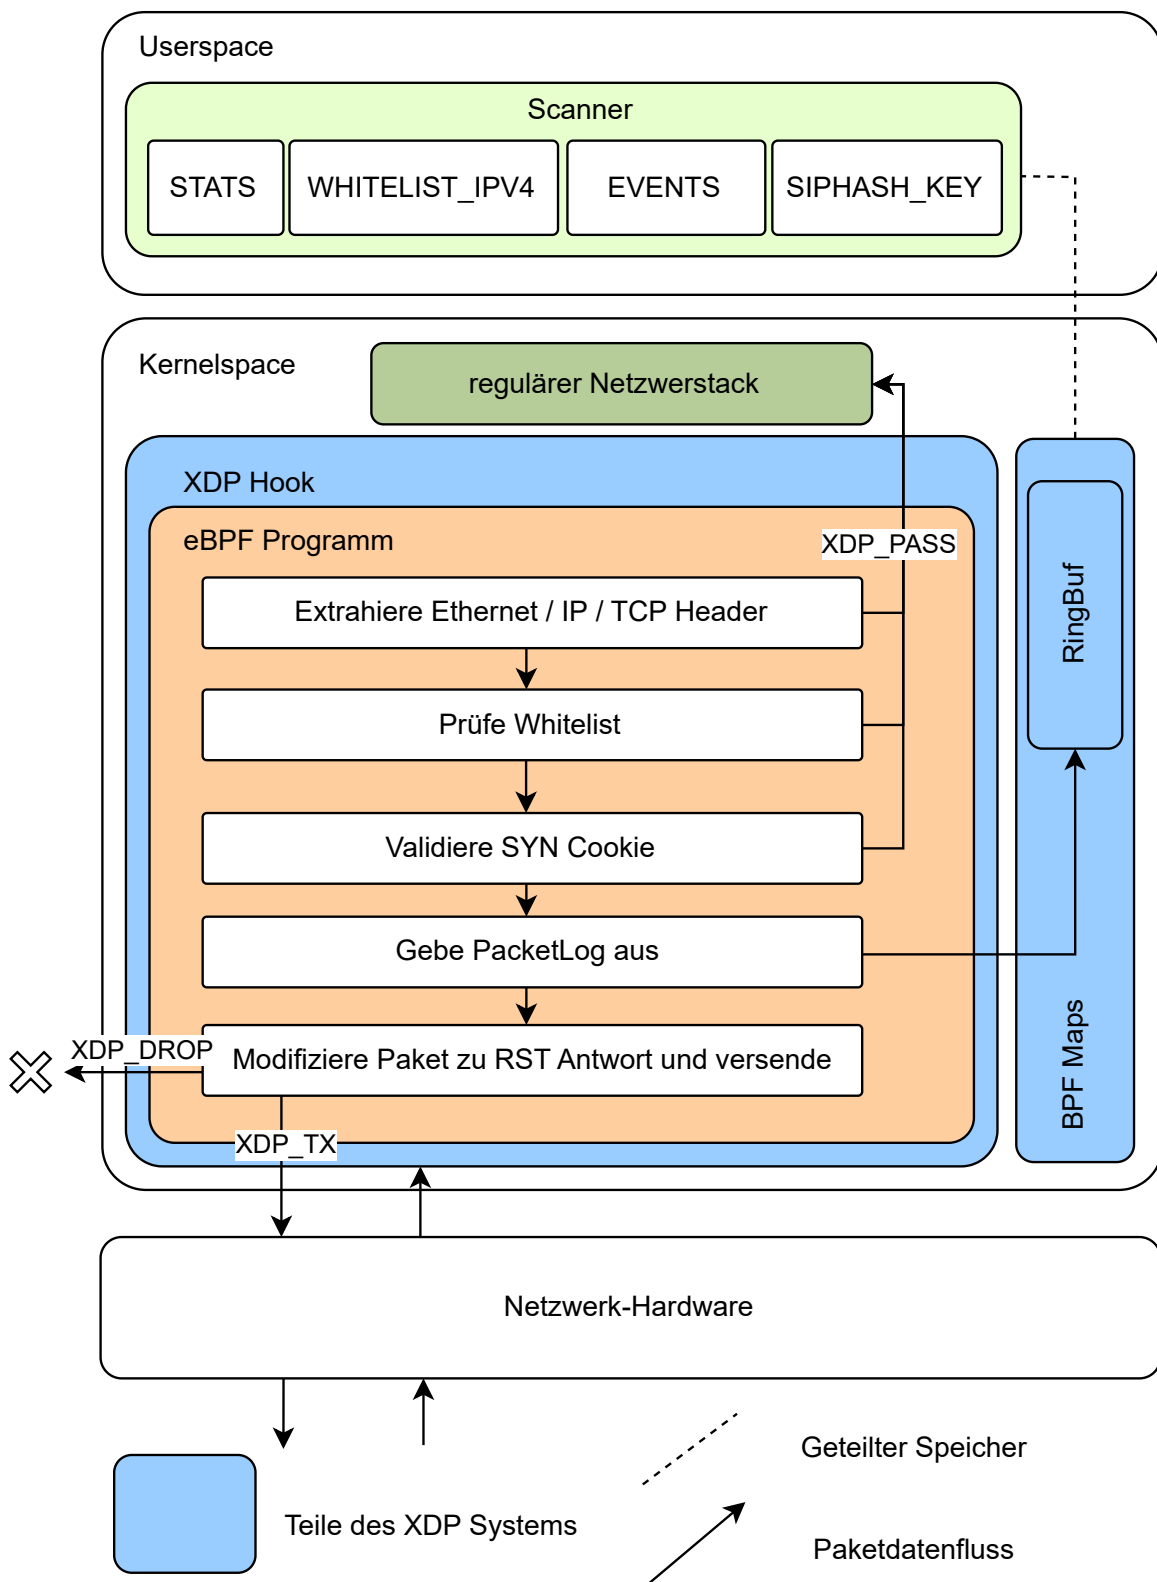 Userspace
Scanner
STATS
WHITELIST_IPV4
EVENTS
SIPHASH_KEY
Kernelspace
regulärer Netzwerstack
XDP Hook
eBPF Programm
XDP_PASS
Extrahiere Ethernet / IP / TCP Header
RingBuf
Prüfe Whitelist
Validiere SYN Cookie
Gebe PacketLog aus
XDP_DROP
Modifiziere Paket zu RST Antwort und versende
BPF Maps
XDP_TX
Netzwerk-Hardware
Geteilter Speicher
Teile des XDP Systems
Paketdatenfluss